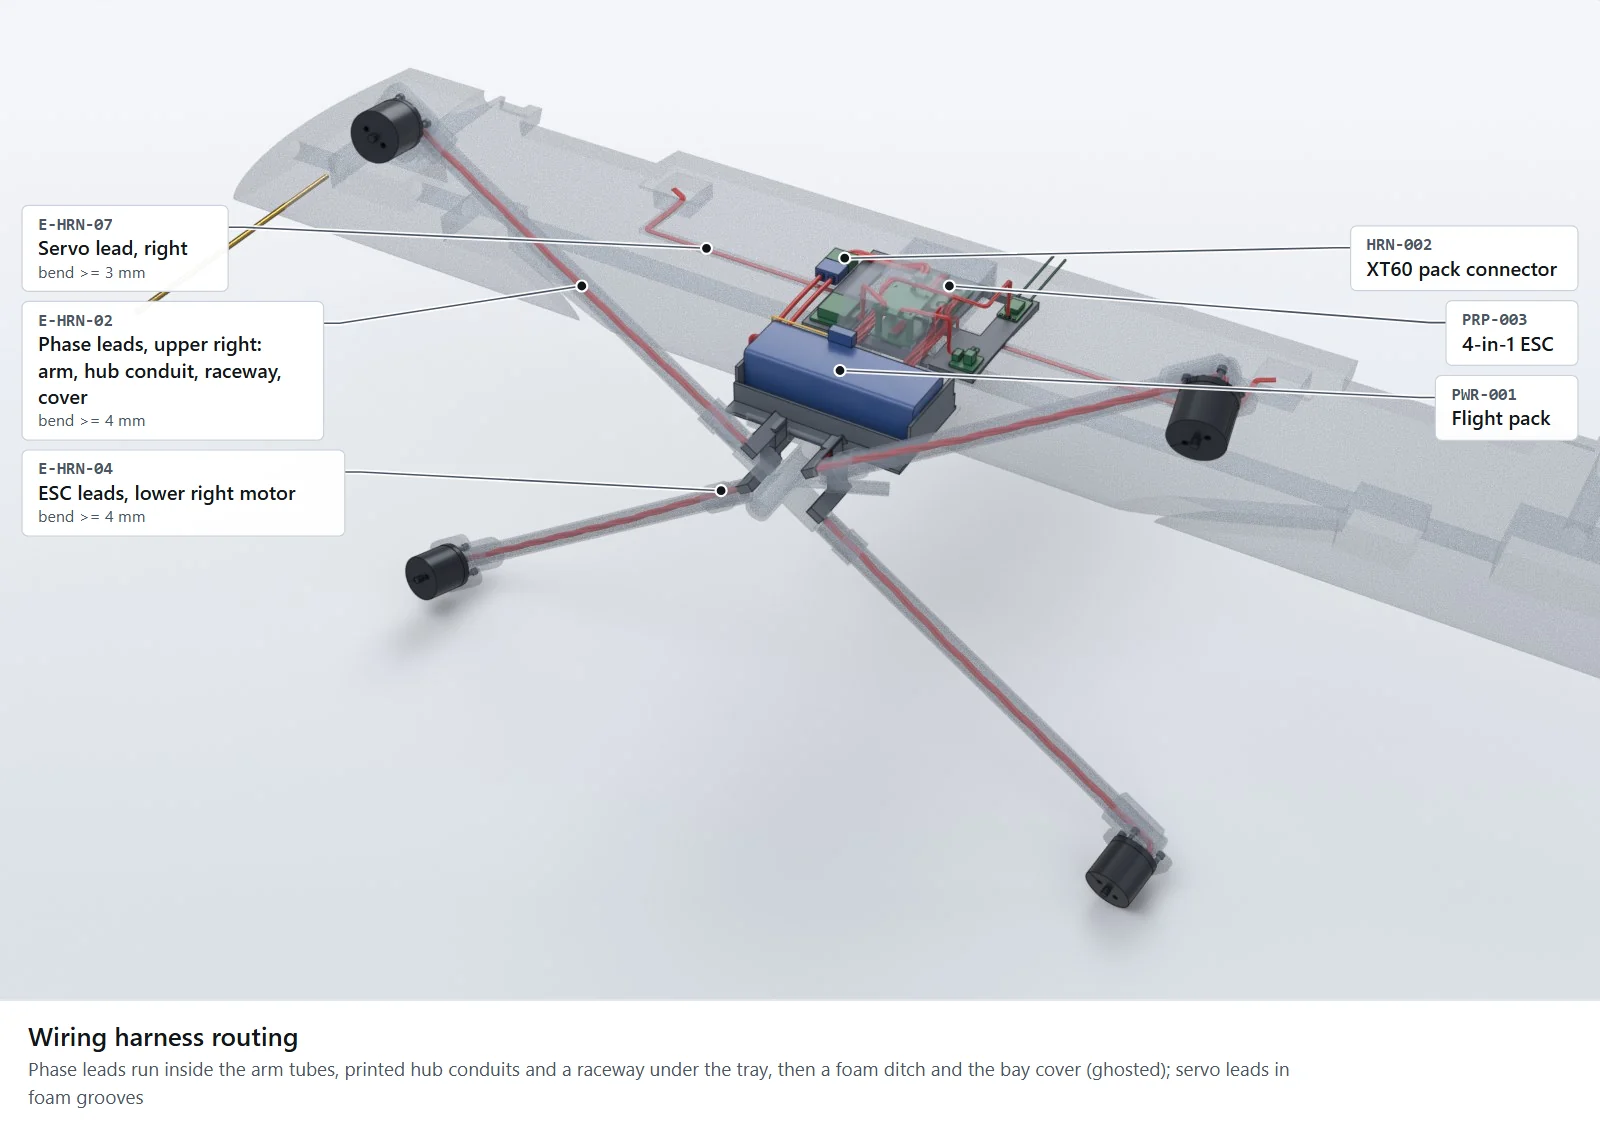 E-HRN-07
Servo lead, right
bend >= 3 mm
E-HRN-02
Phase leads, upper right:
arm, hub conduit, raceway,
cover
bend >= 4 mm
E-HRN-04
ESC leads, lower right motor
bend >= 4 mm
HRN-002
XT60 pack connector
PRP-003
4-in-1 ESC
PWR-001
Flight pack
Wiring harness routing
Phase leads run inside the arm tubes, printed hub conduits and a raceway under the tray, then a foam ditch and the bay cover (ghosted); servo leads in
foam grooves